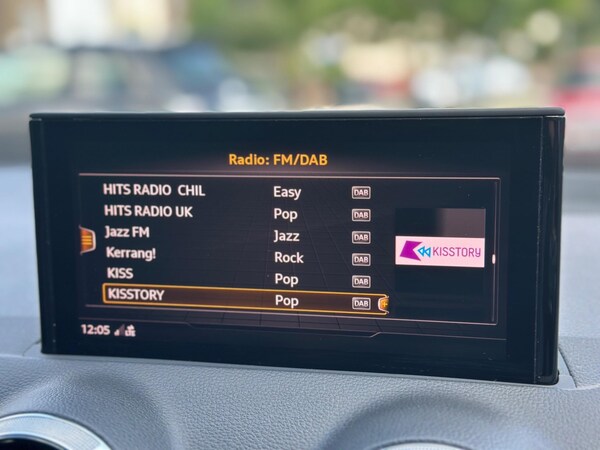 Radio: FM/DAB
HITS RADIO CHIL Easy DAB
HITS RADIO UK Pop DAB
Jazz FM Jazz DAB
Kerrang! Rock DAB
KISS Pop DAB
KISSTORY Pop DAB
KISSTORY
12:05 LTE